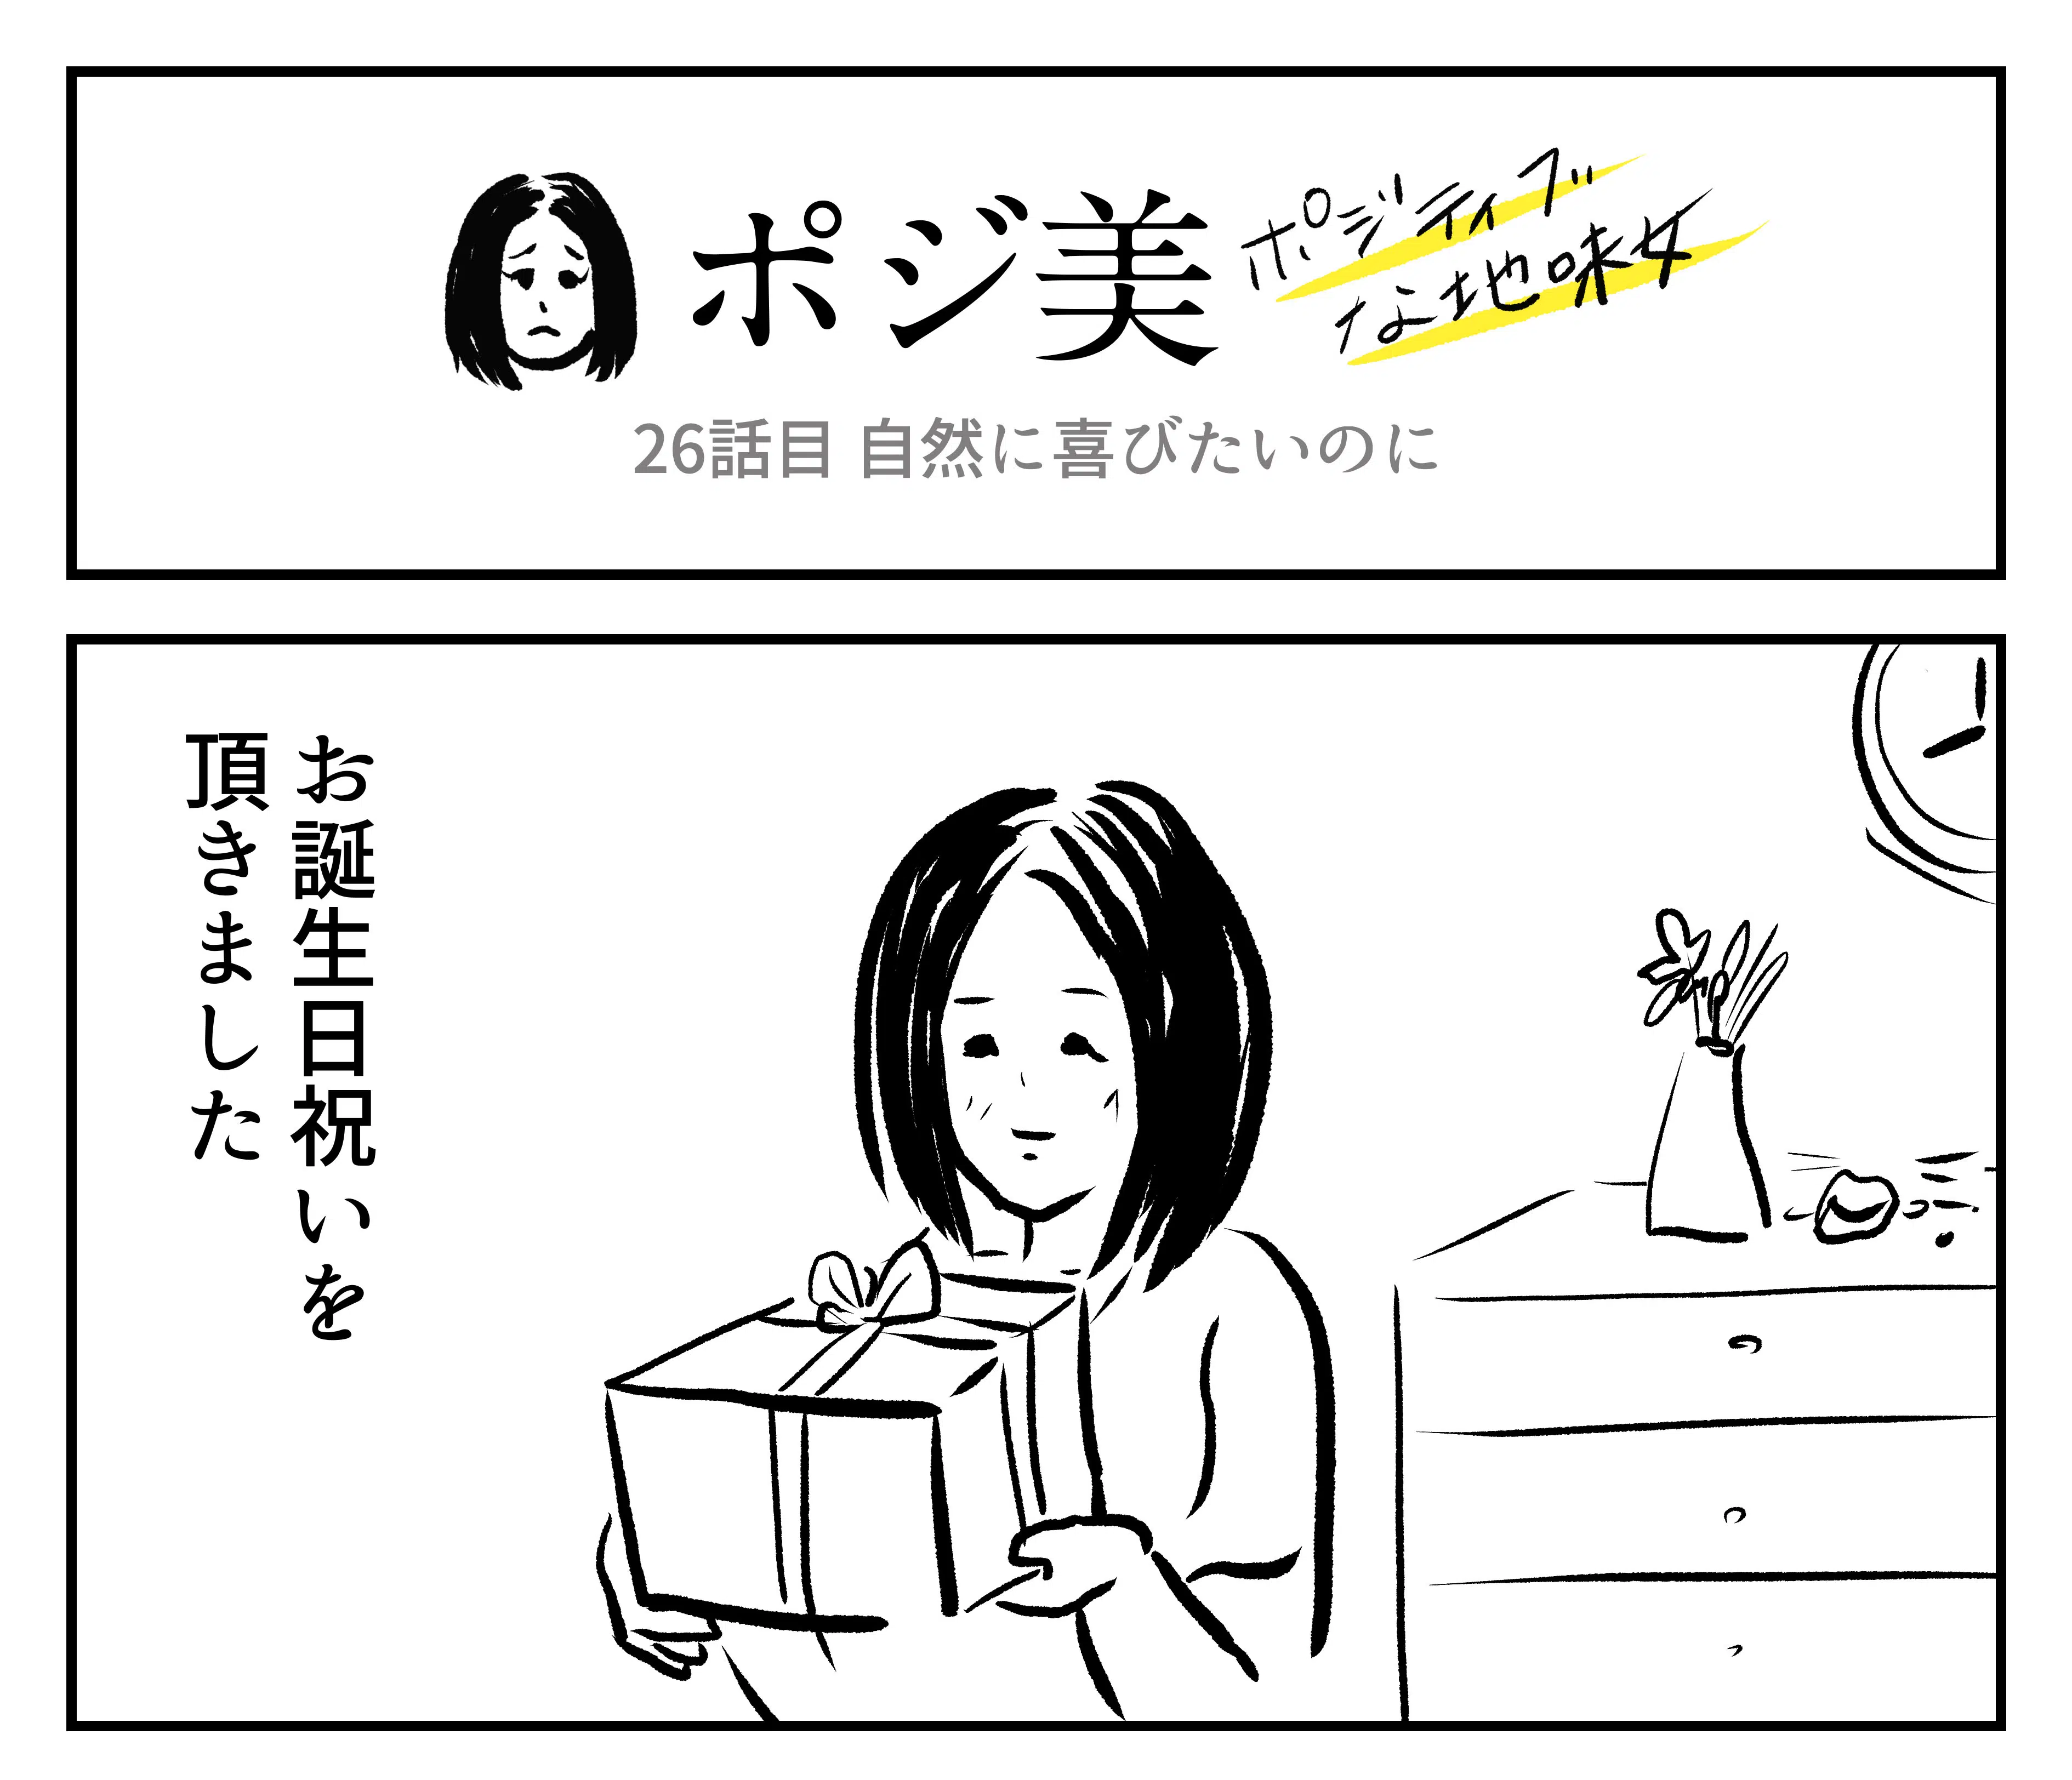 ポジ美
ポジティブ
な地味女
26話目 自然に喜びたいのに
お誕生日祝いを
頂きました